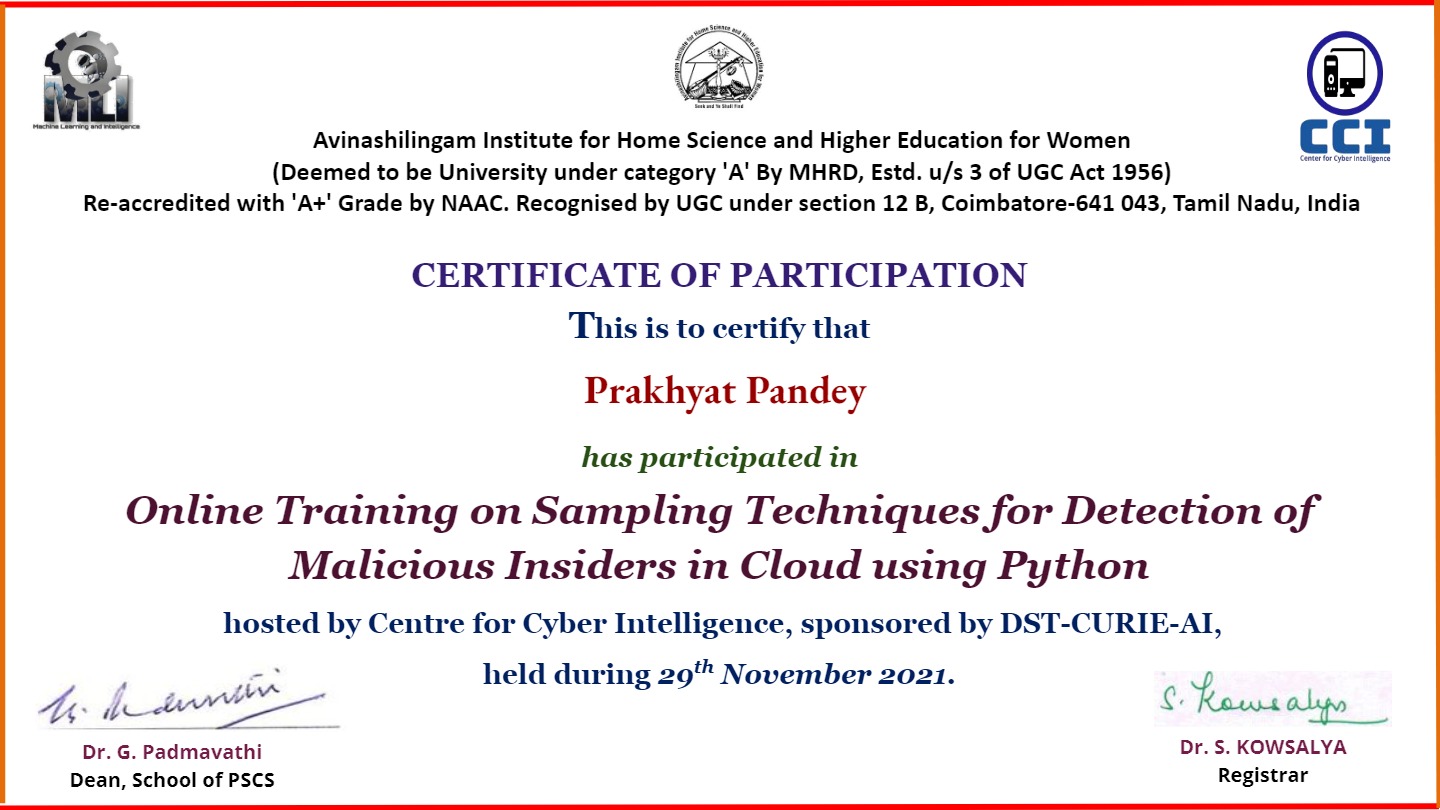 MLI
Machine Learning and Intelligence
Avinashilingam Institute for Home Science and Higher Education for Women
Seek and Ye Shall Find
CCI
Center for Cyber Intelligence
Avinashilingam Institute for Home Science and Higher Education for Women
(Deemed to be University under category 'A' By MHRD, Estd. u/s 3 of UGC Act 1956)
Re-accredited with 'A+' Grade by NAAC. Recognised by UGC under section 12 B, Coimbatore-641 043, Tamil Nadu, India
CERTIFICATE OF PARTICIPATION
This is to certify that
Prakhyat Pandey
has participated in
Online Training on Sampling Techniques for Detection of
Malicious Insiders in Cloud using Python
hosted by Centre for Cyber Intelligence, sponsored by DST-CURIE-AI,
held during 29th November 2021.
S. Kowsalya
Dr. G. Padmavathi
Dean, School of PSCS
Dr. S. KOWSALYA
Registrar